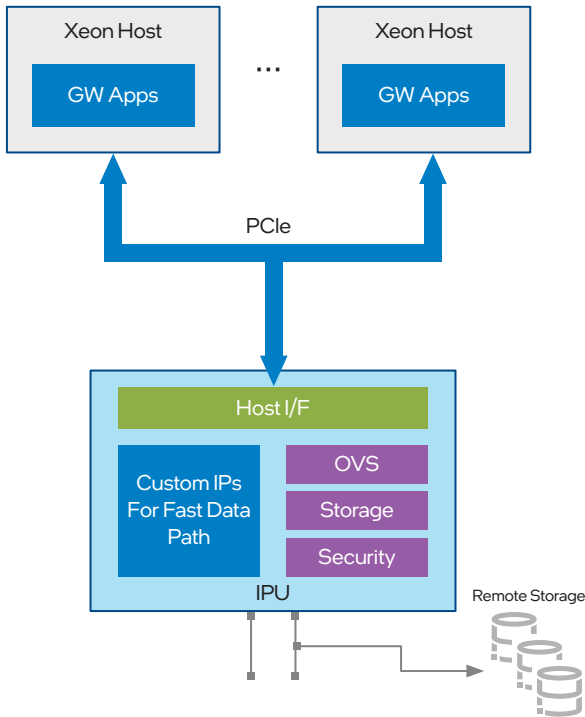 Xeon Host
Xeon Host
...
GW Apps
GW Apps
PCIe
Host I/F
Custom IPs
For Fast Data
Path
OVS
Storage
Security
IPU
Remote Storage